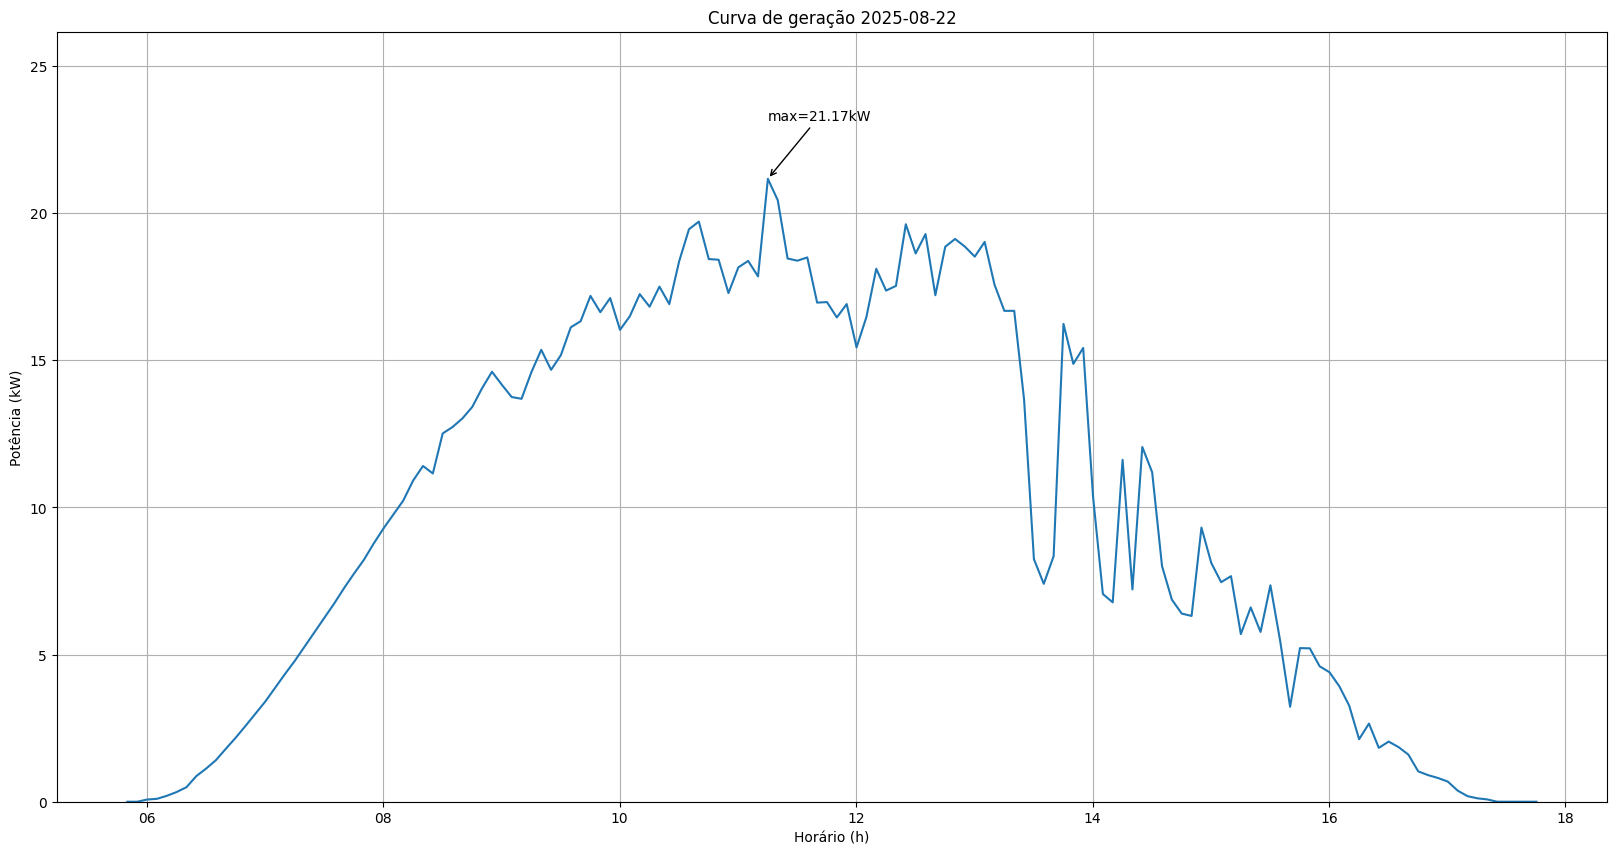 Curva de geração 2025-08-22
25
max=21.17kW
20
15
Potência (kW)
10
5
0
06 08 10 12 14 16 18
Horário (h)